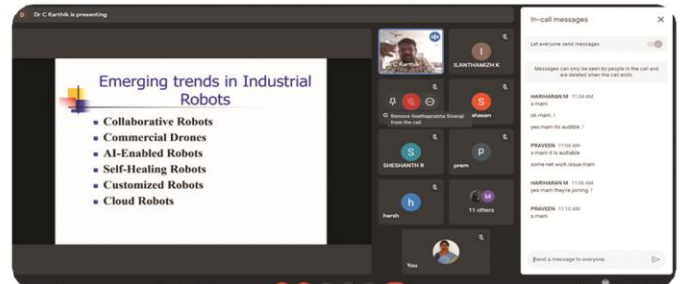 Dr C Karthik is presenting
Emerging trends in Industrial
Robots
Collaborative Robots
Commercial Drones
AI-Enabled Robots
Self-Healing Robots
Customized Robots
Cloud Robots
Dr C Karthik
ILANTHAMIZH K
Remove Geethaprabha Sivaraj
from the call
shasan
SHESHANTH R
prem
harsh
11 others
You
In-call messages
Let everyone send messages
Messages can only be seen by people in the call and
are deleted when the call ends.
HARIHARAN M 11:04 AM
s mam
ok mam..!
yes mam its audible..!
PRAVEEN 11:04 AM
s mam it is audiable
some net work issue mam
HARIHARAN M 11:06 AM
yes mam they're joining..!
PRAVEEN 11:10 AM
s mam
Send a message to everyone